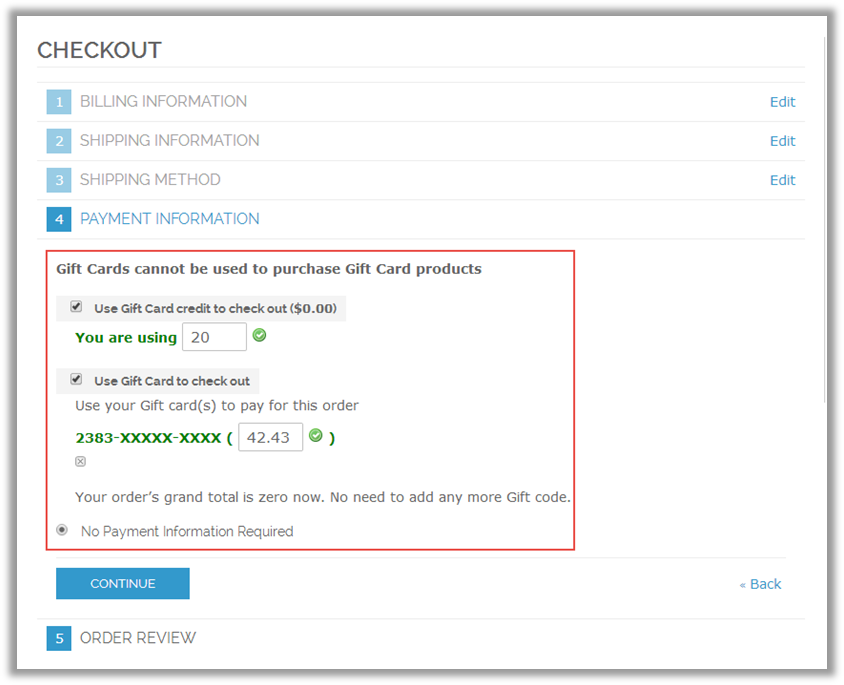 CHECKOUT
1 BILLING INFORMATION Edit
2 SHIPPING INFORMATION Edit
3 SHIPPING METHOD Edit
4 PAYMENT INFORMATION
Gift Cards cannot be used to purchase Gift Card products
Use Gift Card credit to check out ($0.00)
You are using 20
Use Gift Card to check out
Use your Gift card(s) to pay for this order
2383-XXXXX-XXXX ( 42.43 )
Your order’s grand total is zero now. No need to add any more Gift code.
No Payment Information Required
CONTINUE « Back
5 ORDER REVIEW